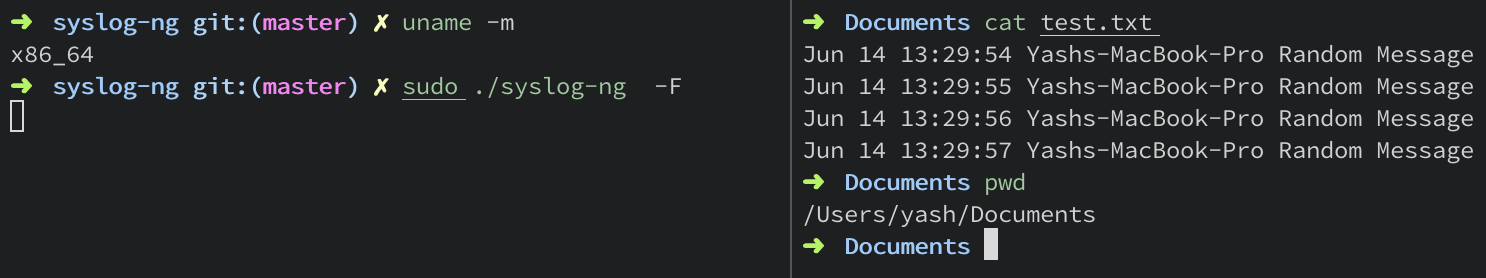 ➜ syslog-ng git:(master) ✗ uname -m
x86_64
➜ syslog-ng git:(master) ✗ sudo ./syslog-ng  -F
➜ Documents cat test.txt
Jun 14 13:29:54 Yashs-MacBook-Pro Random Message
Jun 14 13:29:55 Yashs-MacBook-Pro Random Message
Jun 14 13:29:56 Yashs-MacBook-Pro Random Message
Jun 14 13:29:57 Yashs-MacBook-Pro Random Message
➜ Documents pwd
/Users/yash/Documents
➜ Documents